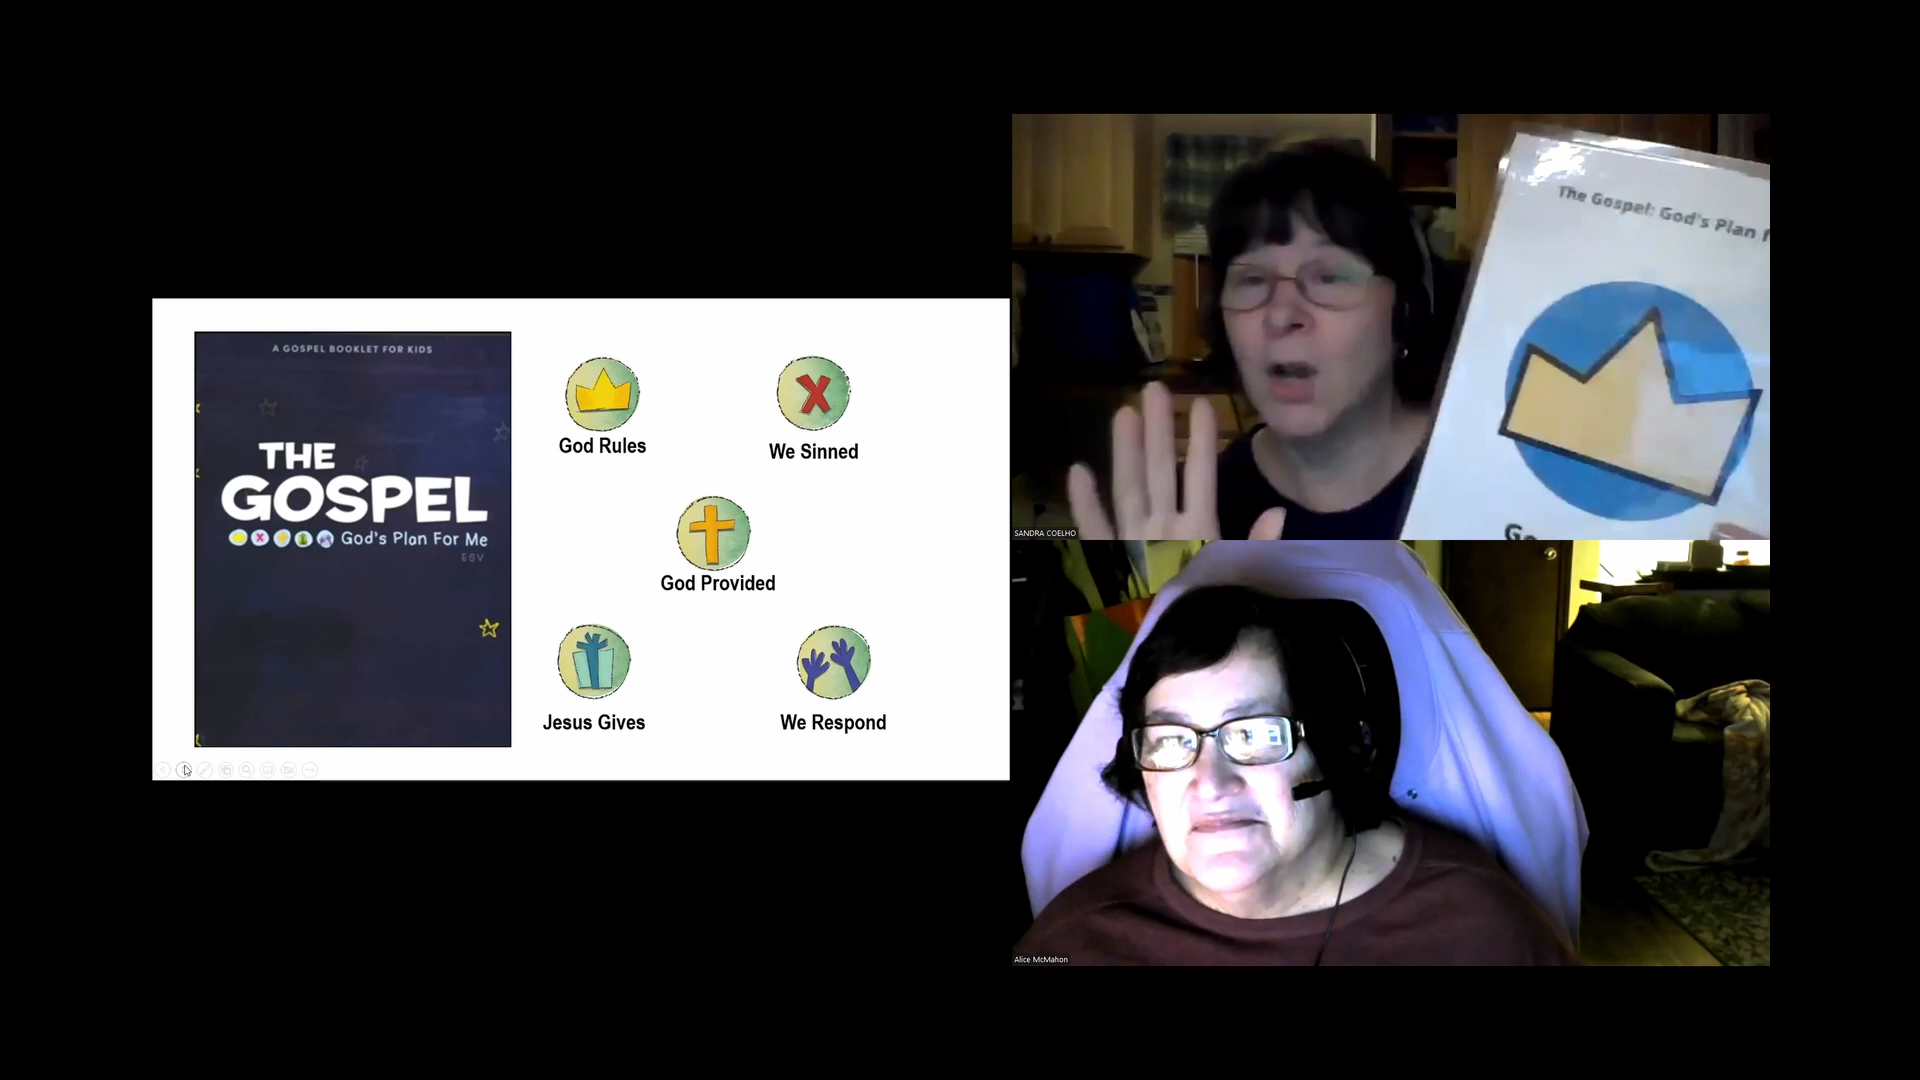 A GOSPEL BOOKLET FOR KIDS
THE
GOSPEL
God's Plan For Me
ESV
God Rules
We Sinned
God Provided
Jesus Gives
We Respond
The Gospel: God's Plan f
Go
SANDRA COELHO
Alice McMahon